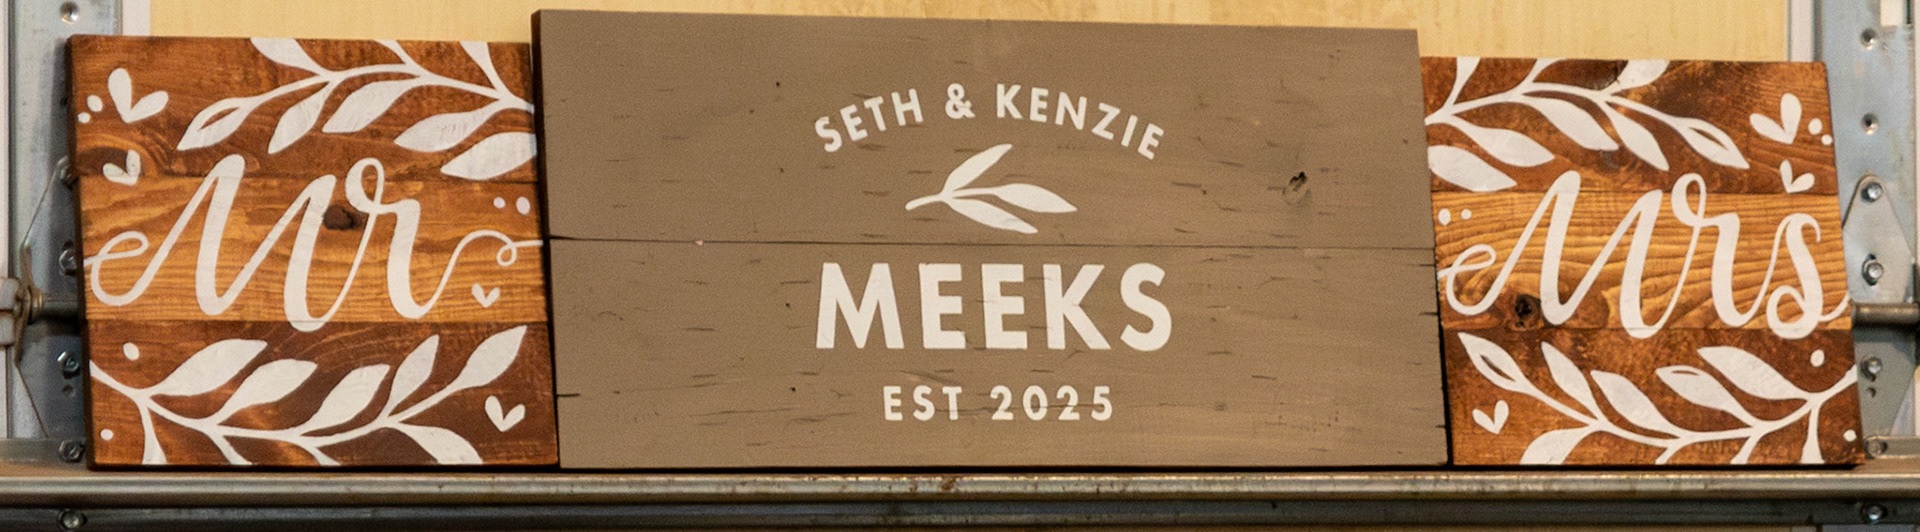 Mr
SETH & KENZIE
MEEKS
EST 2025
Mrs